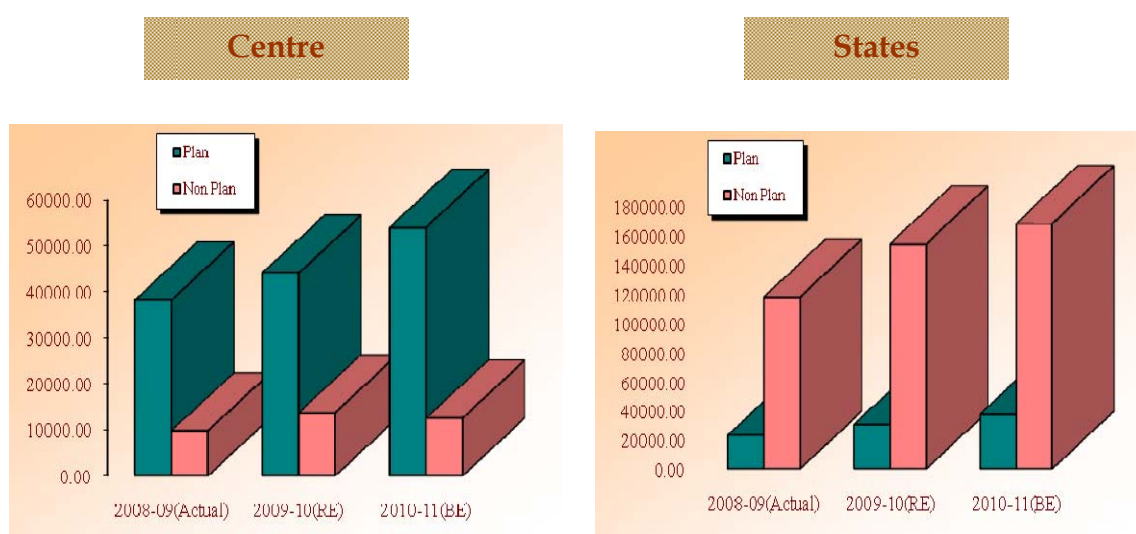 Centre
States
Plan
Non Plan
60000.00
50000.00
40000.00
30000.00
20000.00
10000.00
0.00
2008-09(Actual) 2009-10(RE) 2010-11(BE)
Plan
Non Plan
180000.00
160000.00
140000.00
120000.00
100000.00
80000.00
60000.00
40000.00
20000.00
0.00
2008-09(Actual) 2009-10(RE) 2010-11(BE)